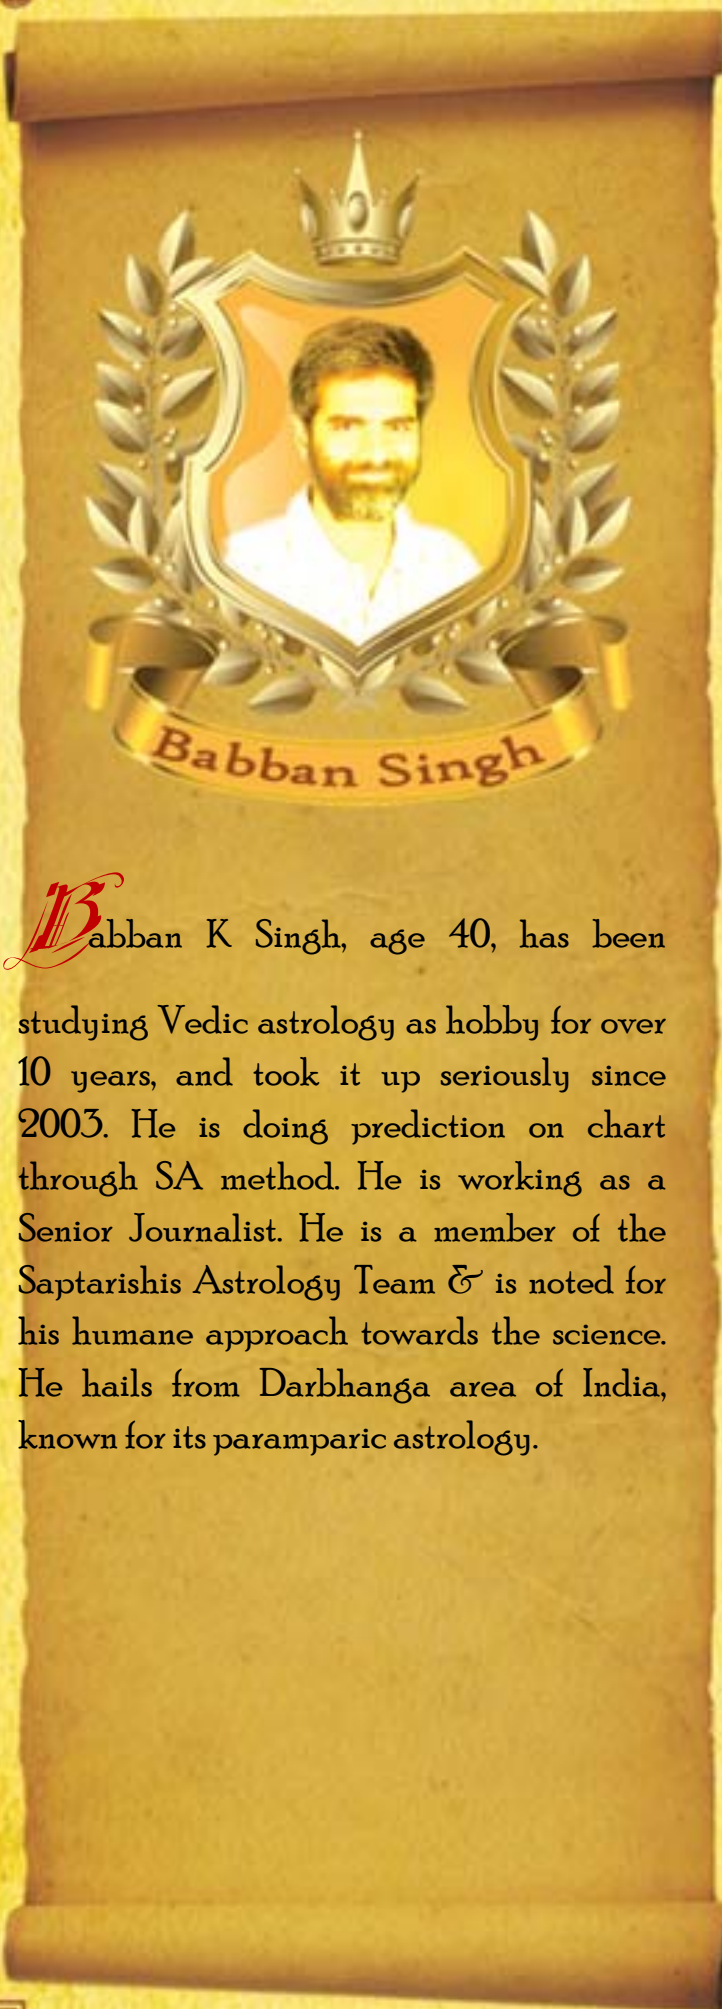 Babban Singh
Babban K Singh, age 40, has been
studying Vedic astrology as hobby for over
10 years, and took it up seriously since
2003. He is doing prediction on chart
through SA method. He is working as a
Senior Journalist. He is a member of the
Saptarishis Astrology Team & is noted for
his humane approach towards the science.
He hails from Darbhanga area of India,
known for its paramparic astrology.